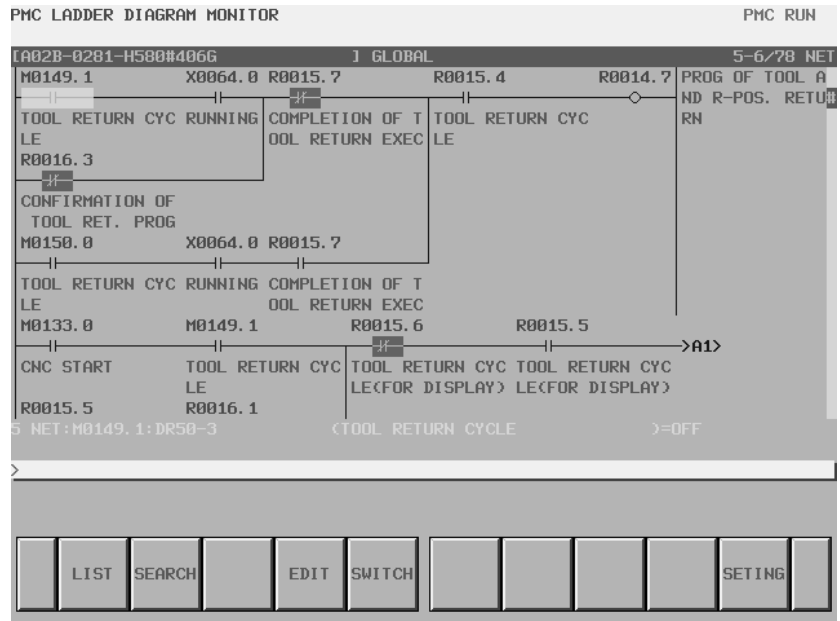 PMC LADDER DIAGRAM MONITOR PMC RUN
[A02B-0281-H580#406G ] GLOBAL 5-6/78 NET
M0149.1 X0064.0 R0015.7 R0015.4 R0014.7 PROG OF TOOL A
ND R-POS. RETU#
TOOL RETURN CYC RUNNING COMPLETION OF T TOOL RETURN CYC RN
LE OOL RETURN EXEC LE
R0016.3
CONFIRMATION OF
TOOL RET. PROG
M0150.0 X0064.0 R0015.7
TOOL RETURN CYC RUNNING COMPLETION OF T
LE OOL RETURN EXEC
M0133.0 M0149.1 R0015.6 R0015.5
>A1>
CNC START TOOL RETURN CYC TOOL RETURN CYC TOOL RETURN CYC
LE LE(FOR DISPLAY) LE(FOR DISPLAY)
R0015.5 R0016.1
5 NET:M0149.1:DR50-3 (TOOL RETURN CYCLE )=OFF
>
LIST SEARCH EDIT SWITCH SETING